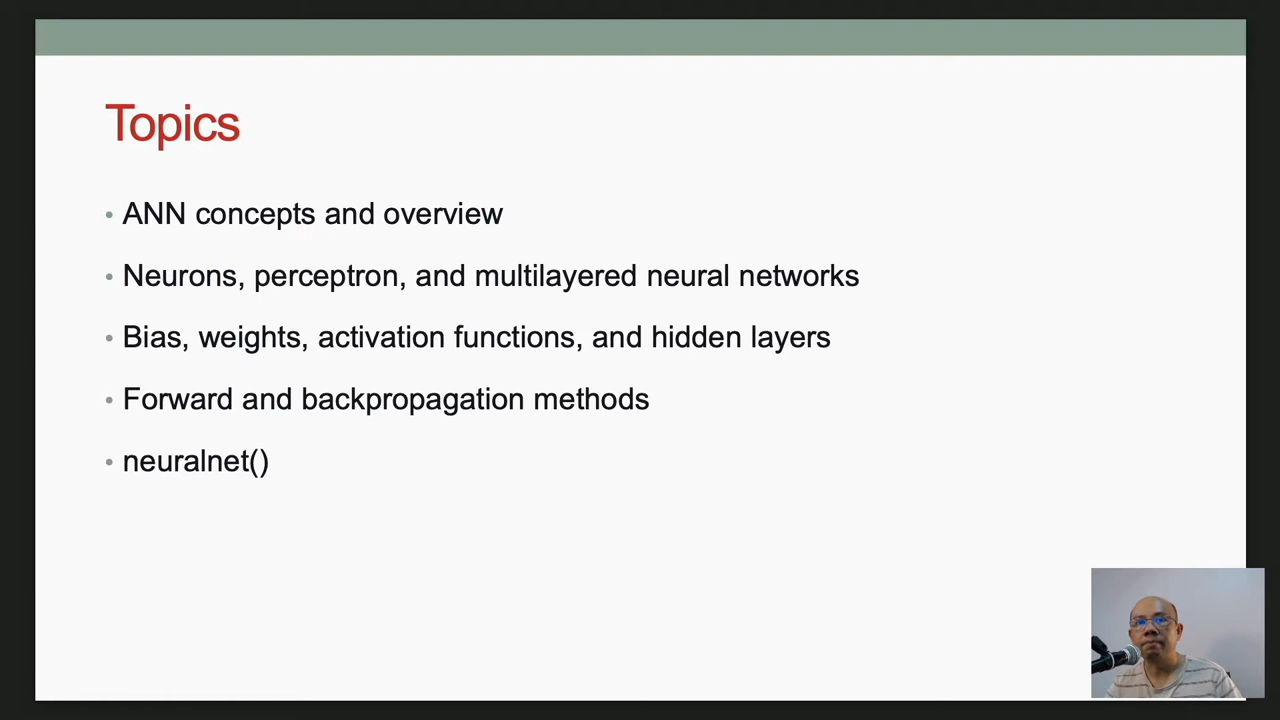 Topics
• ANN concepts and overview
• Neurons, perceptron, and multilayered neural networks
• Bias, weights, activation functions, and hidden layers
• Forward and backpropagation methods
• neuralnet()